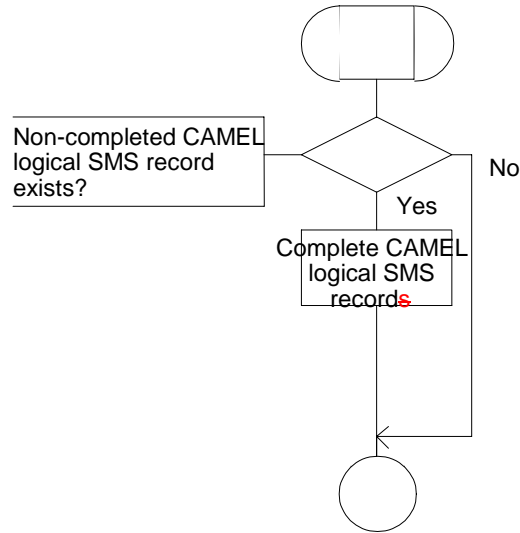 Non-completed CAMEL
logical SMS record
exists?
No
Yes
Complete CAMEL
logical SMS
records